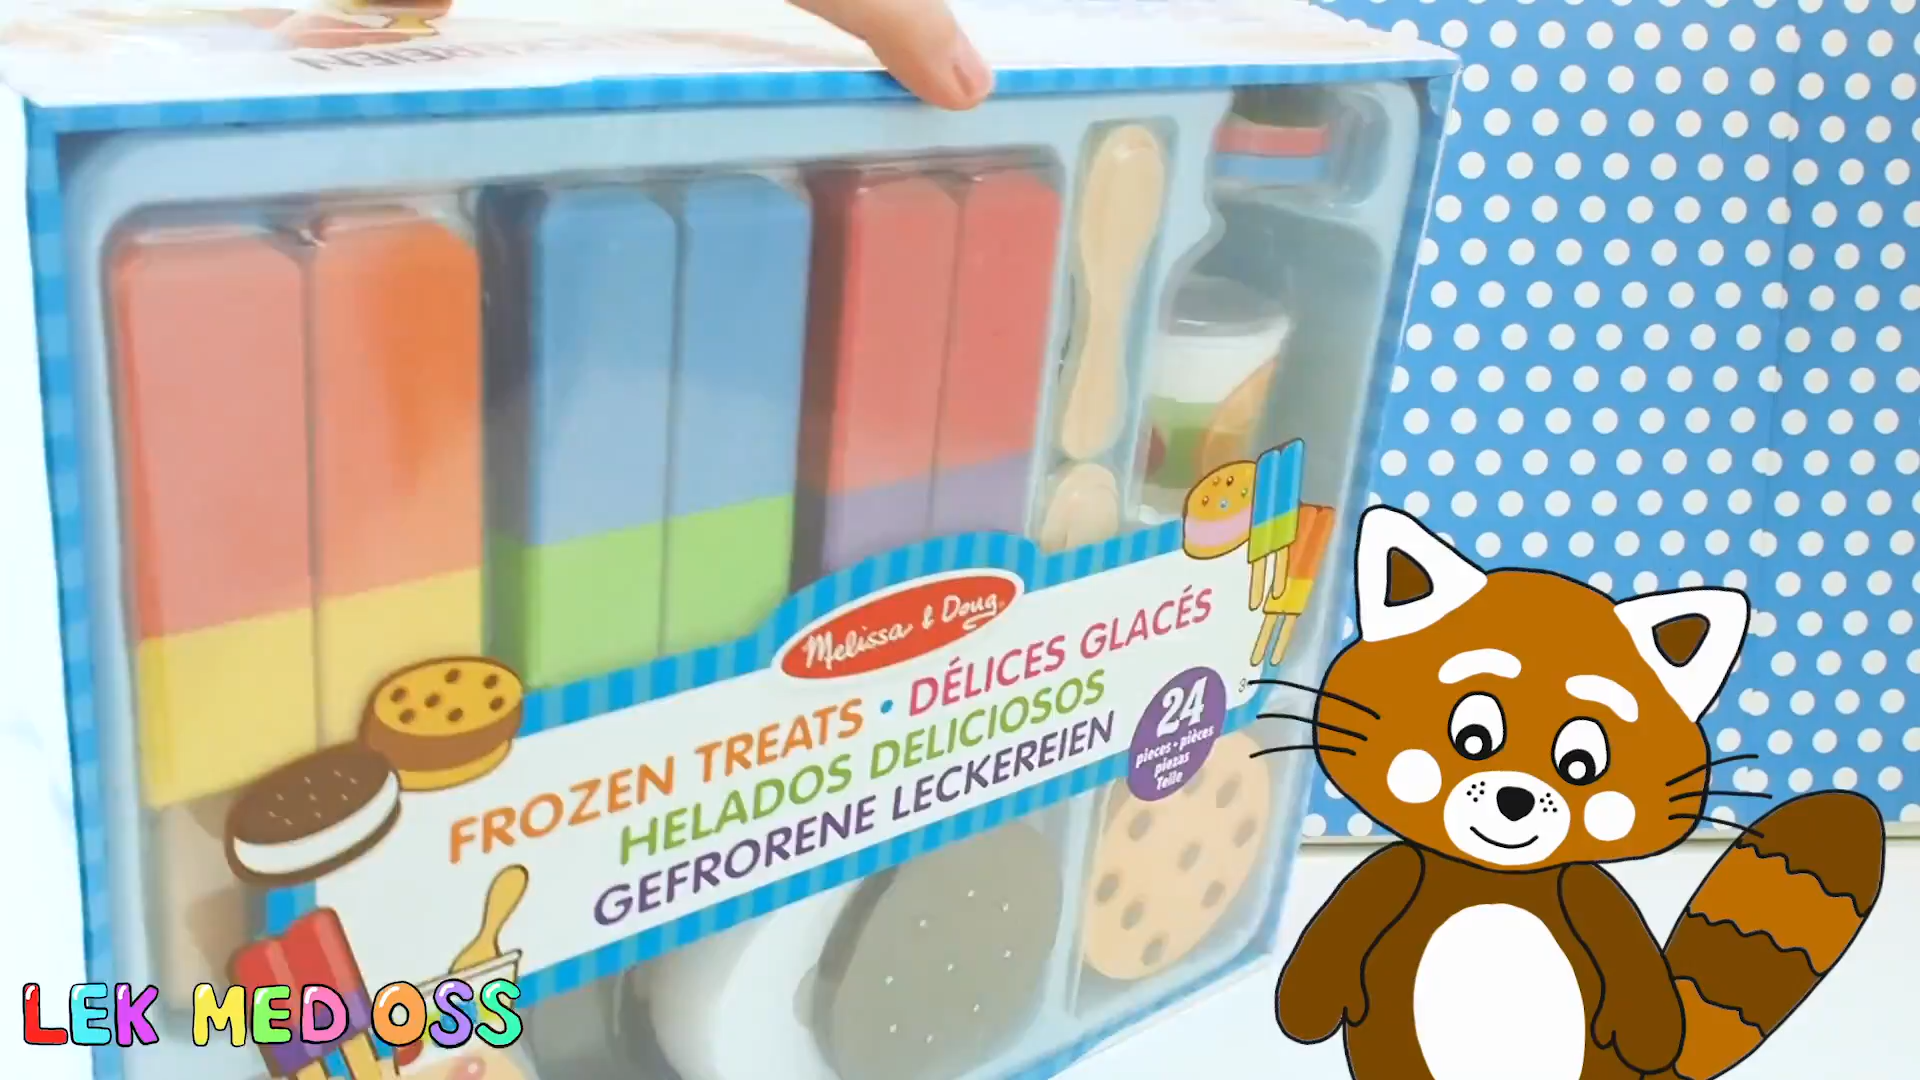 Melissa & Doug
FROZEN TREATS • DÉLICES GLACÉS
HELADOS DELICIOSOS
GEFRORENE LECKEREIEN
24
pieces • pièces
piezas
Teile
LEK MED OSS